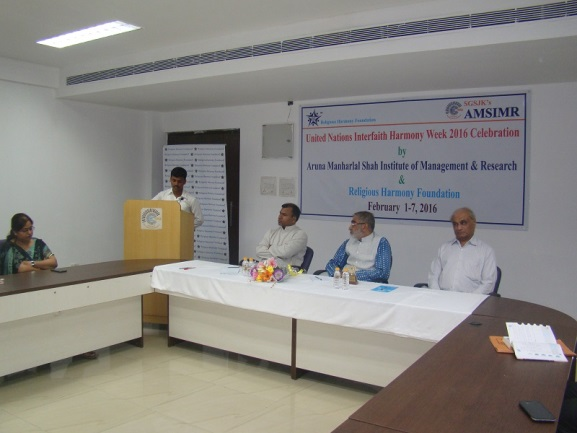 Religious Harmony Foundation
SGSJK's
AMSIMR
United Nations Interfaith Harmony Week 2016 Celebration
by
Aruna Manharlal Shah Institute of Management & Research
&
Religious Harmony Foundation
February 1-7, 2016